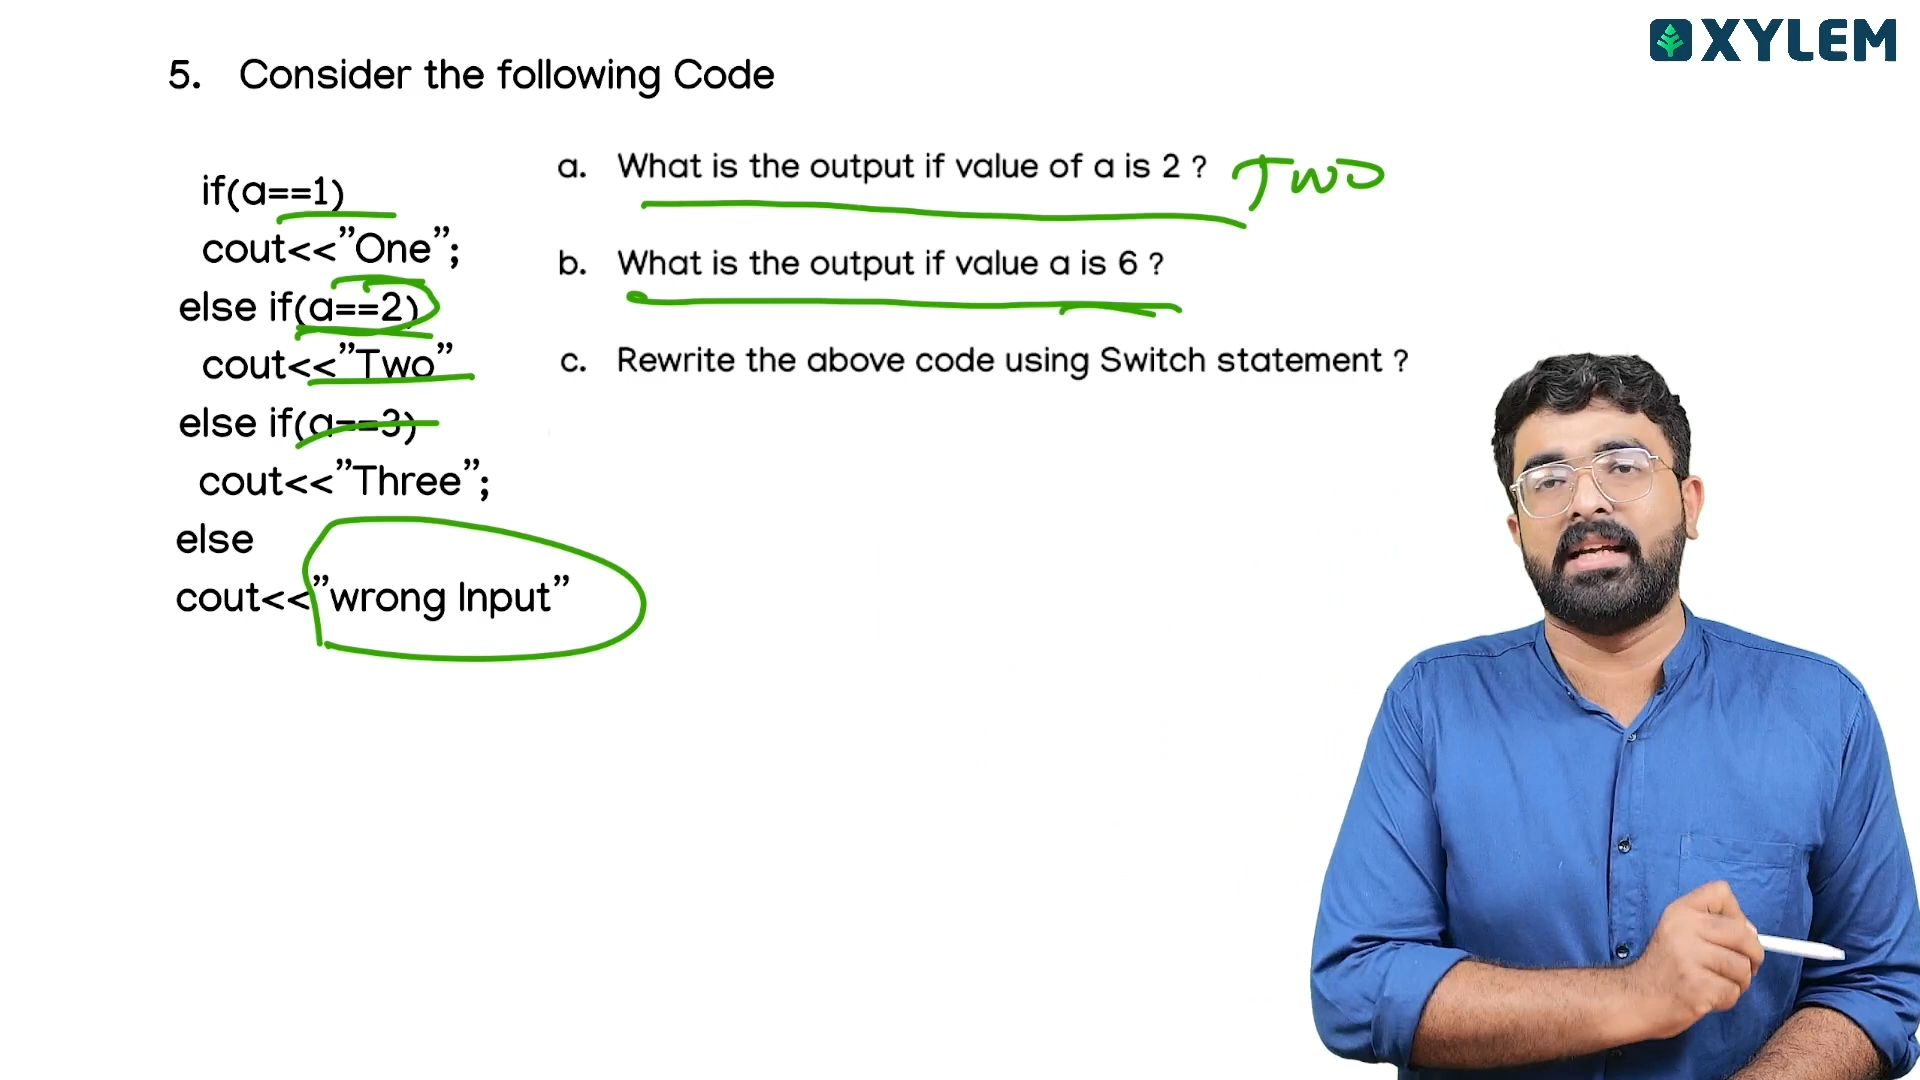 XYLEM
5. Consider the following Code
if(a==1)
cout<<”One”;
else if(a==2)
cout<<”Two”
else if(a==3)
cout<<”Three”;
else
cout<<”wrong Input”
a. What is the output if value of a is 2 ? TWO
b. What is the output if value a is 6 ?
c. Rewrite the above code using Switch statement ?